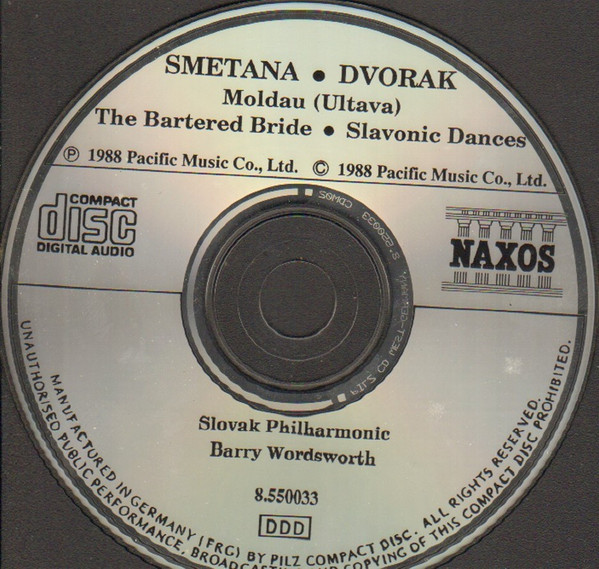 SMETANA • DVORAK
Moldau (Ultava)
The Bartered Bride • Slavonic Dances
℗ 1988 Pacific Music Co., Ltd. © 1988 Pacific Music Co., Ltd.
COMPACT
disc
DIGITAL AUDIO
NAXOS
8.550033
Slovak Philharmonic
Barry Wordsworth
8.550033
DDD
MANUFACTURED IN GERMANY (FRG) BY PILZ COMPACT DISC. ALL RIGHTS RESERVED.
UNAUTHORISED PUBLIC PERFORMANCE, BROADCASTING AND COPYING OF THIS COMPACT DISC PROHIBITED.